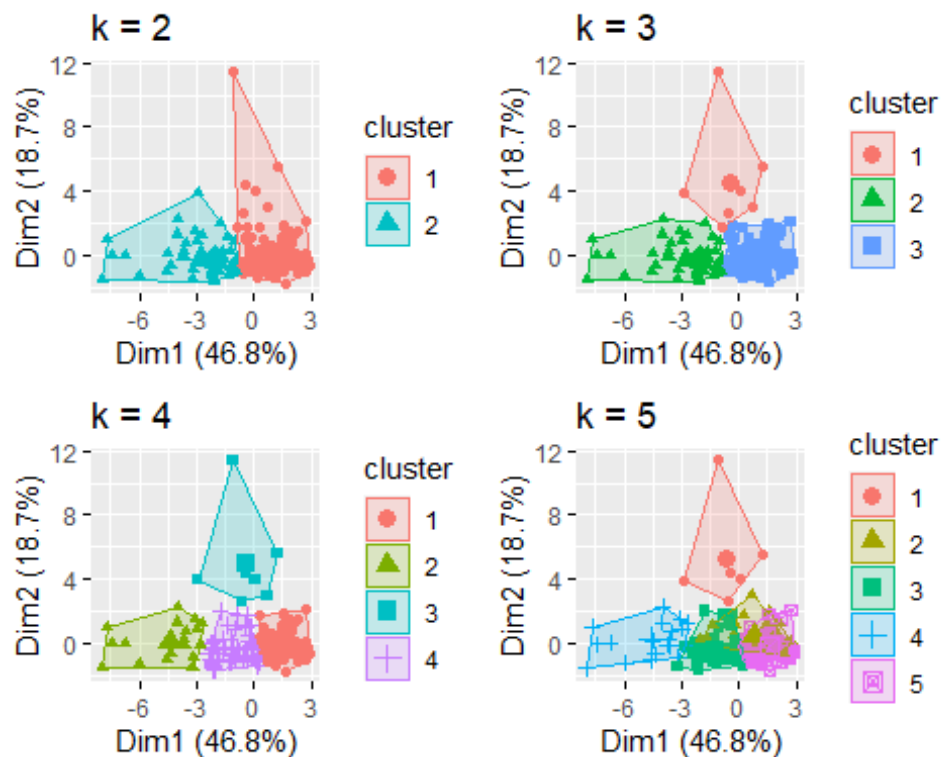 k = 2
12
8
4
0
Dim2 (18.7%)
-6
-3
0
3
Dim1 (46.8%)
cluster
1
2
k = 3
12
8
4
0
Dim2 (18.7%)
-6
-3
0
3
Dim1 (46.8%)
cluster
1
2
3
k = 4
12
8
4
0
Dim2 (18.7%)
-6
-3
0
3
Dim1 (46.8%)
cluster
1
2
3
4
k = 5
12
8
4
0
Dim2 (18.7%)
-6
-3
0
3
Dim1 (46.8%)
cluster
1
2
3
4
5